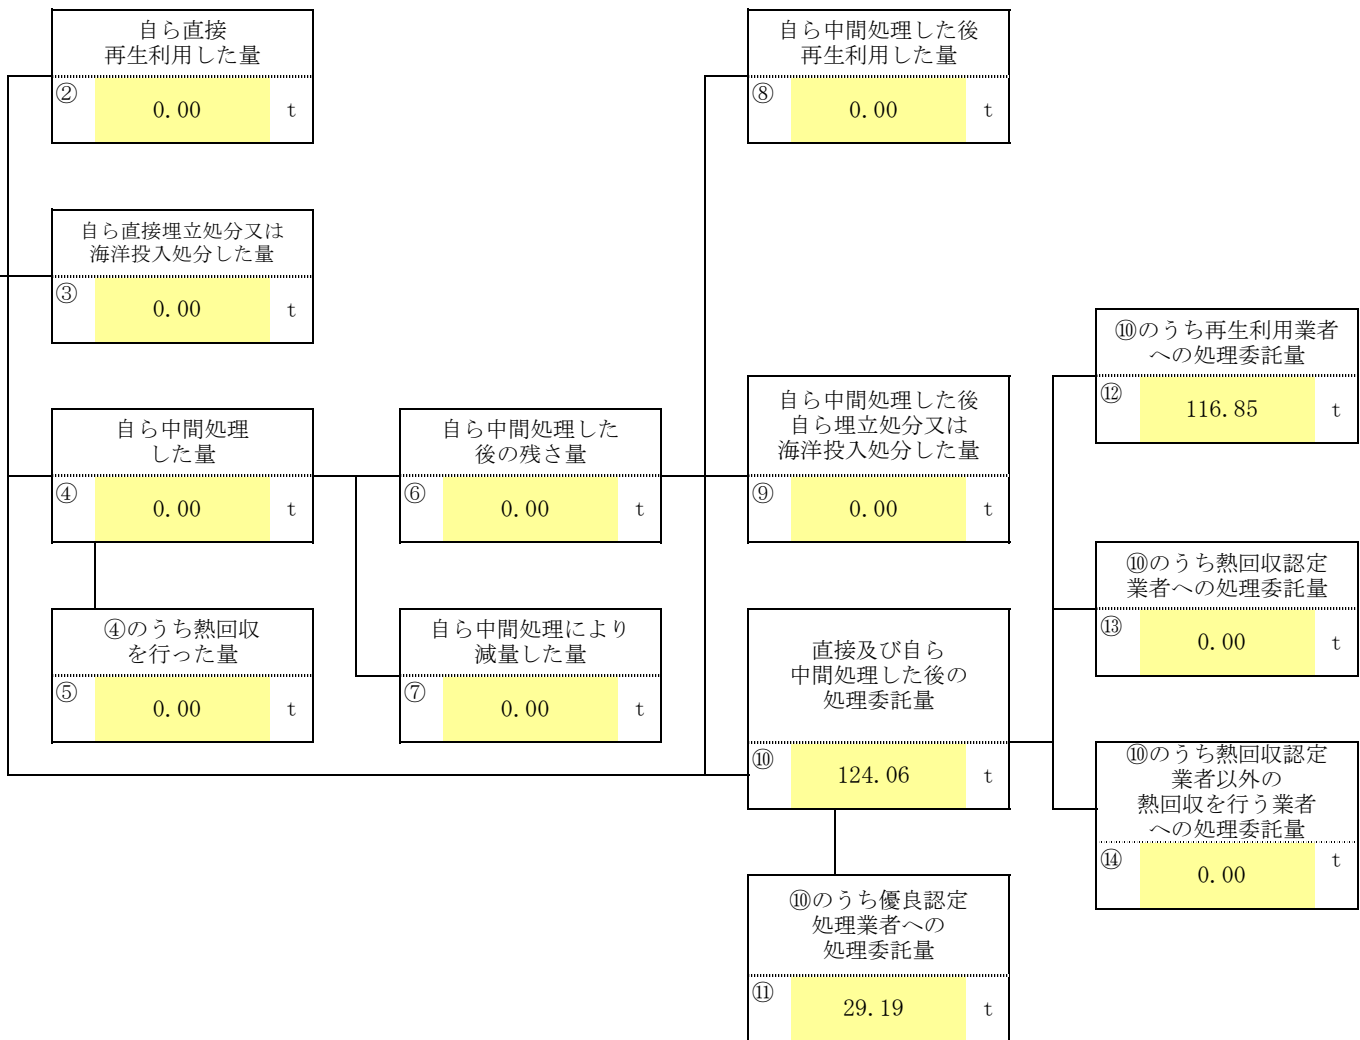 自ら直接
再生利用した量
② 0.00 t
自ら直接埋立処分又は
海洋投入処分した量
③ 0.00 t
自ら中間処理
した量
④ 0.00 t
④のうち熱回収
を行った量
⑤ 0.00 t
自ら中間処理した
後の残さ量
⑥ 0.00 t
自ら中間処理により
減量した量
⑦ 0.00 t
自ら中間処理した後
再生利用した量
⑧ 0.00 t
自ら中間処理した後
自ら埋立処分又は
海洋投入処分した量
⑨ 0.00 t
直接及び自ら
中間処理した後の
処理委託量
⑩ 124.06 t
⑩のうち優良認定
処理業者への
処理委託量
⑪ 29.19 t
⑩のうち再生利用業者
への処理委託量
⑫ 116.85 t
⑩のうち熱回収認定
業者への処理委託量
⑬ 0.00 t
⑩のうち熱回収認定
業者以外の
熱回収を行う業者
への処理委託量
⑭ 0.00 t